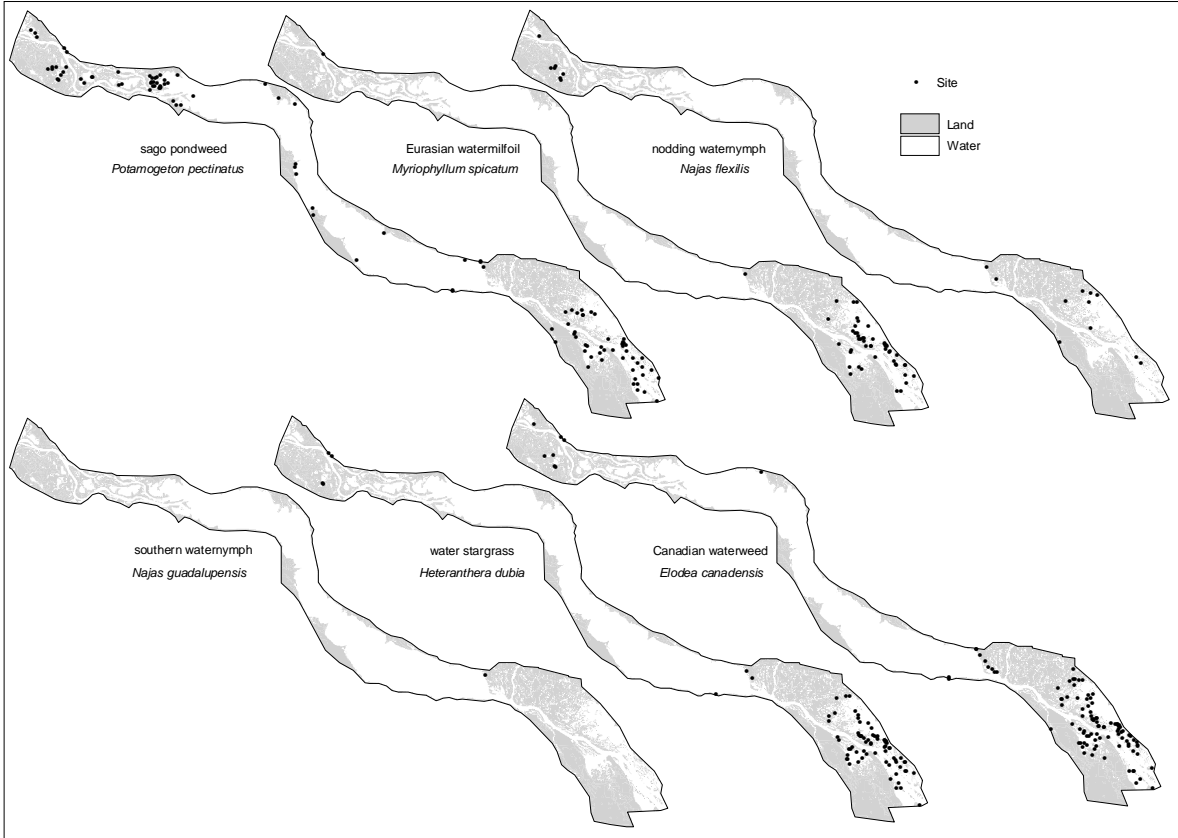 Site
Land
Water
sago pondweed
Potamogeton pectinatus
Eurasian watermilfoil
Myriophyllum spicatum
nodding waternymph
Najas flexilis
southern waternymph
Najas guadalupensis
water stargrass
Heteranthera dubia
Canadian waterweed
Elodea canadensis